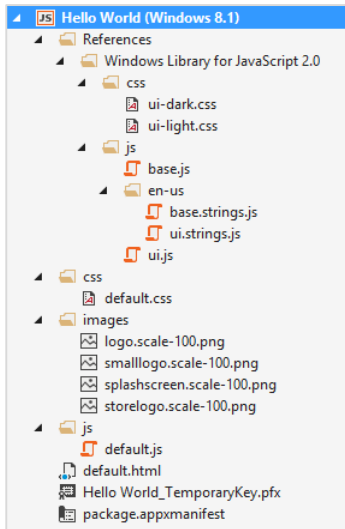 JS Hello World (Windows 8.1)
References
Windows Library for JavaScript 2.0
css
ui-dark.css
ui-light.css
js
base.js
en-us
base.strings.js
ui.strings.js
ui.js
css
default.css
images
logo.scale-100.png
smalllogo.scale-100.png
splashscreen.scale-100.png
storelogo.scale-100.png
js
default.js
default.html
Hello World_TemporaryKey.pfx
package.appxmanifest